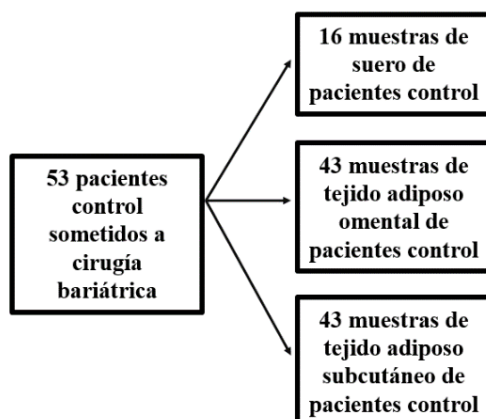 53 pacientes
control
sometidos a
cirugía
bariátrica
16 muestras de
suero de
pacientes control
43 muestras de
tejido adiposo
omental de
pacientes control
43 muestras de
tejido adiposo
subcutáneo de
pacientes control